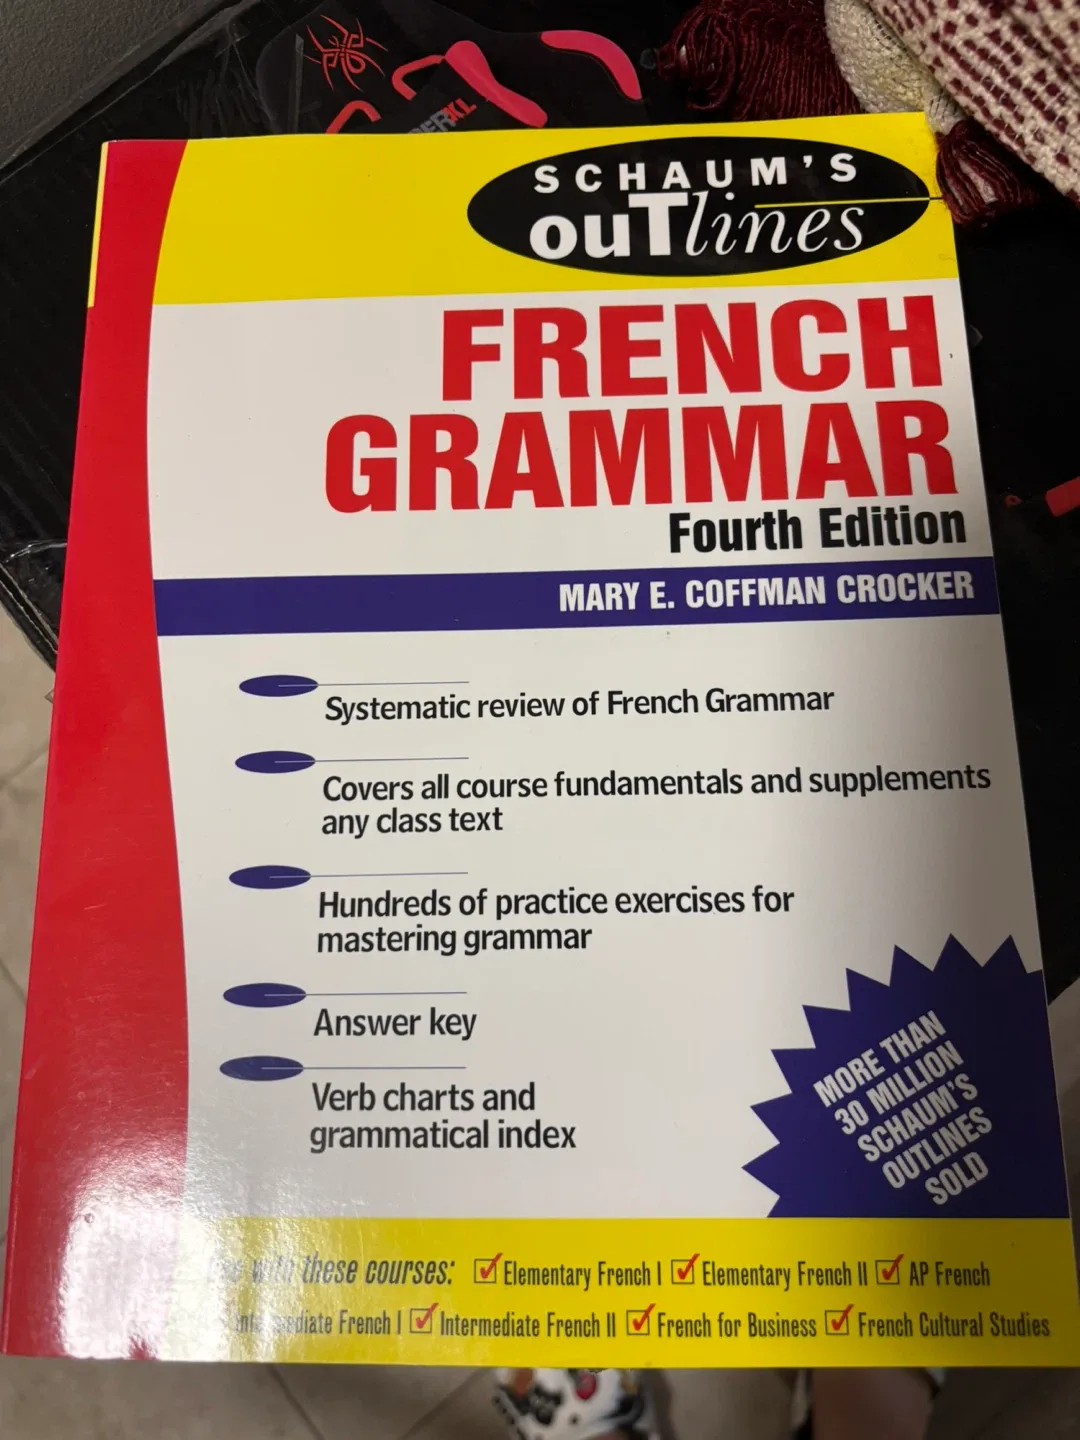 SCHAUM'S
ouTlines
FRENCH
GRAMMAR
Fourth Edition
MARY E. COFFMAN CROCKER
Systematic review of French Grammar
Covers all course fundamentals and supplements
any class text
Hundreds of practice exercises for
mastering grammar
Answer key
Verb charts and
grammatical index
MORE THAN
30 MILLION
SCHAUM'S
OUTLINES
SOLD
with these courses: Elementary French I Elementary French II AP French
Intermediate French I Intermediate French II French for Business French Cultural Studies